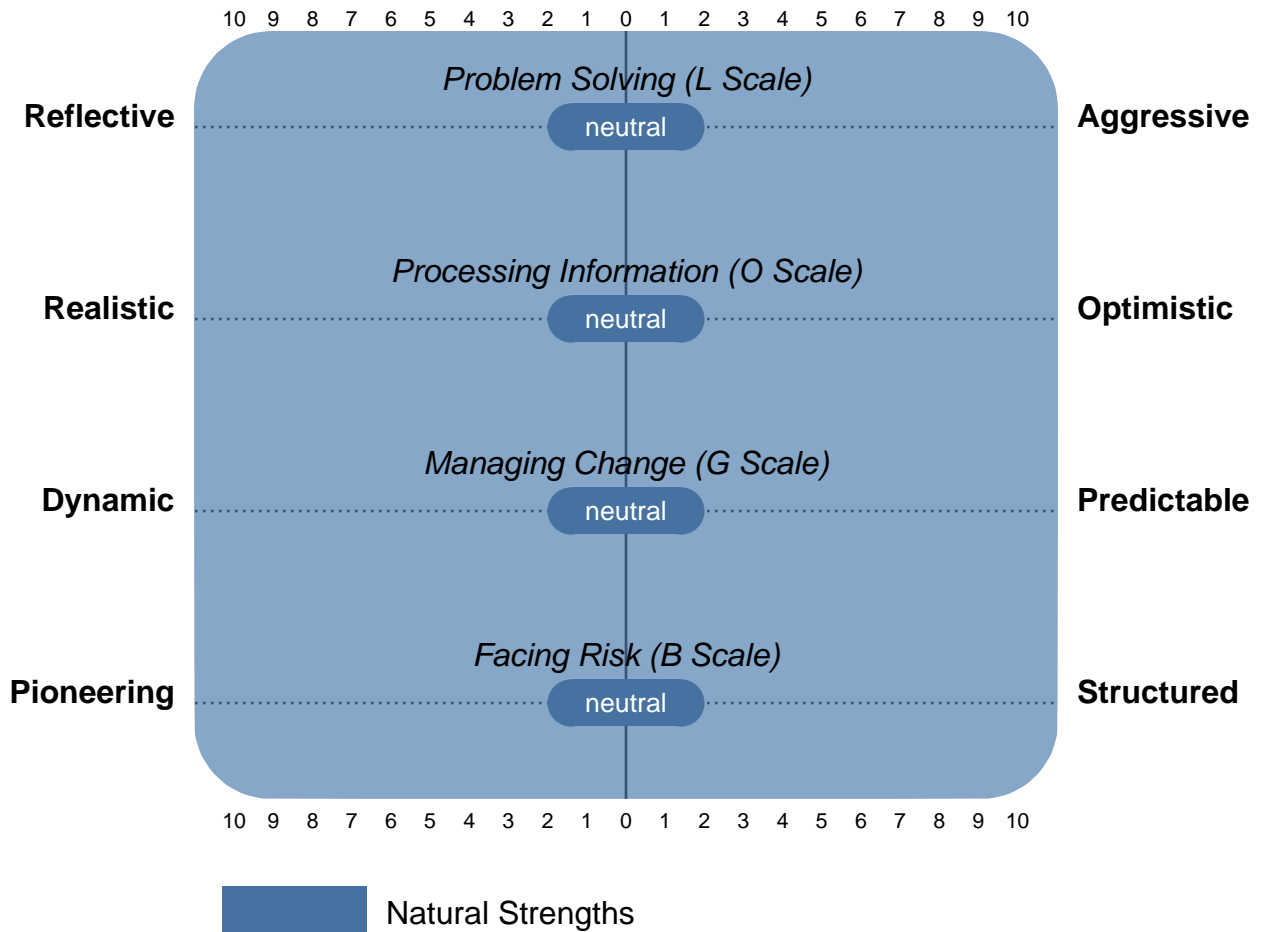 10 9 8 7 6 5 4 3 2 1 0 1 2 3 4 5 6 7 8 9 10
Problem Solving (L Scale)
Reflective neutral Aggressive
Processing Information (O Scale)
Realistic neutral Optimistic
Managing Change (G Scale)
Dynamic neutral Predictable
Facing Risk (B Scale)
Pioneering neutral Structured
10 9 8 7 6 5 4 3 2 1 0 1 2 3 4 5 6 7 8 9 10
Natural Strengths